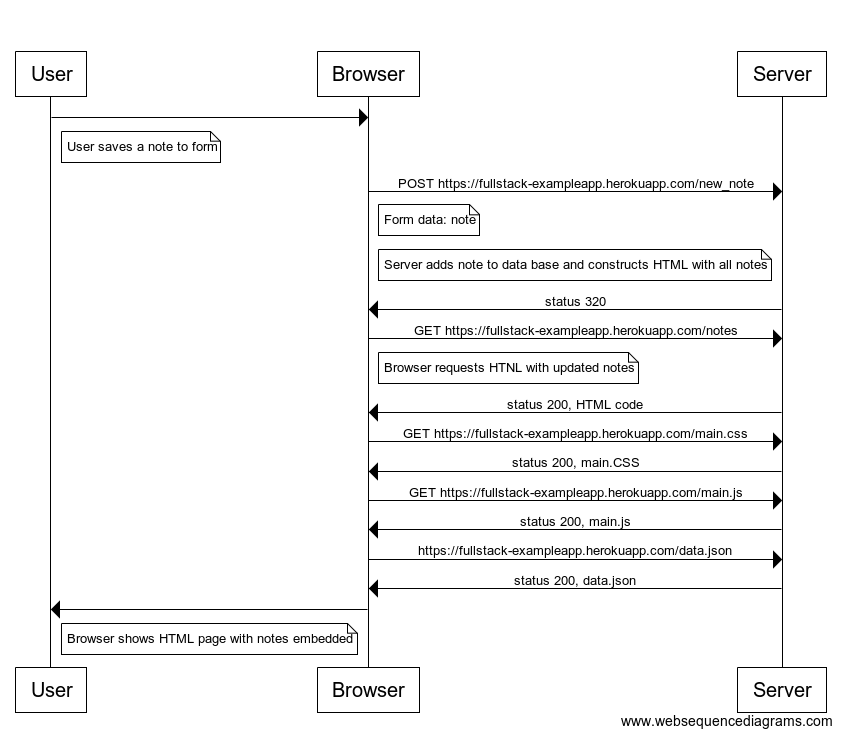 User Browser Server
User saves a note to form
POST https://fullstack-exampleapp.herokuapp.com/new_note
Form data: note
Server adds note to data base and constructs HTML with all notes
status 320
GET https://fullstack-exampleapp.herokuapp.com/notes
Browser requests HTNL with updated notes
status 200, HTML code
GET https://fullstack-exampleapp.herokuapp.com/main.css
status 200, main.CSS
GET https://fullstack-exampleapp.herokuapp.com/main.js
status 200, main.js
https://fullstack-exampleapp.herokuapp.com/data.json
status 200, data.json
Browser shows HTML page with notes embedded
User Browser Server
www.websequencediagrams.com